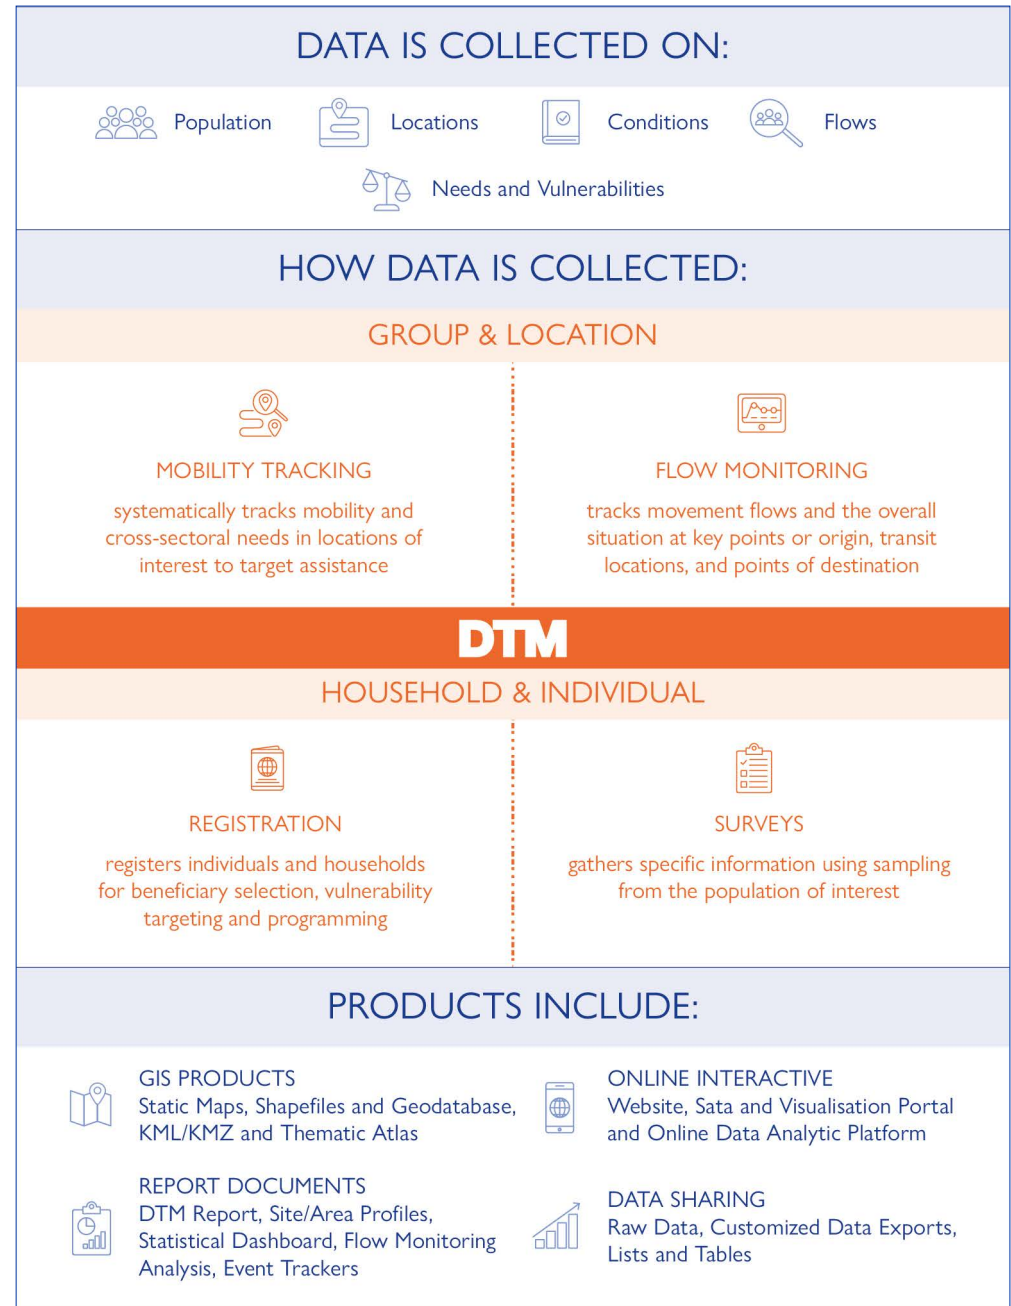 DATA IS COLLECTED ON:
Population
Locations
Conditions
Flows
Needs and Vulnerabilities
HOW DATA IS COLLECTED:
GROUP & LOCATION
MOBILITY TRACKING
systematically tracks mobility and
cross-sectoral needs in locations of
interest to target assistance
FLOW MONITORING
tracks movement flows and the overall
situation at key points or origin, transit
locations, and points of destination
DTM
HOUSEHOLD & INDIVIDUAL
REGISTRATION
registers individuals and households
for beneficiary selection, vulnerability
targeting and programming
SURVEYS
gathers specific information using sampling
from the population of interest
PRODUCTS INCLUDE:
GIS PRODUCTS
Static Maps, Shapefiles and Geodatabase,
KML/KMZ and Thematic Atlas
ONLINE INTERACTIVE
Website, Sata and Visualisation Portal
and Online Data Analytic Platform
REPORT DOCUMENTS
DTM Report, Site/Area Profiles,
Statistical Dashboard, Flow Monitoring
Analysis, Event Trackers
DATA SHARING
Raw Data, Customized Data Exports,
Lists and Tables